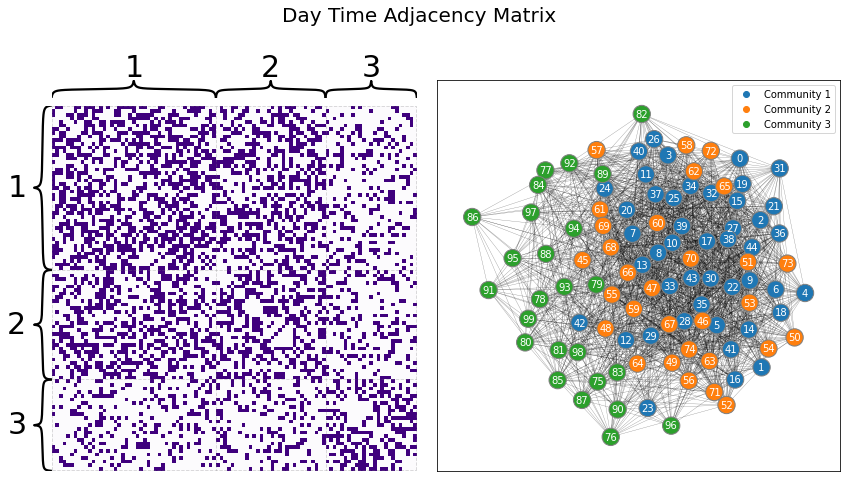 Day Time Adjacency Matrix
1 2 3
1
2
3
Community 1
Community 2
Community 3
82
26
58
57 40 3 72
0
92
31
77 89 11 62
84 24 34 65 19
37 25 32 15
61 20 21
97
86 2
69 60
94 7 39 27 36
10 17 38
68 44
88 8
95 45 13 70 51 73
66
43 30 9
93 79 47 33 22 6
91 4
55
78 35 53
59 18
99 42 67 28 46 5
48 14
29 50
80 12
81 98 74 41 54
64 49 63
83 1
85 75 56 16
71
87
90 23 52
96
76